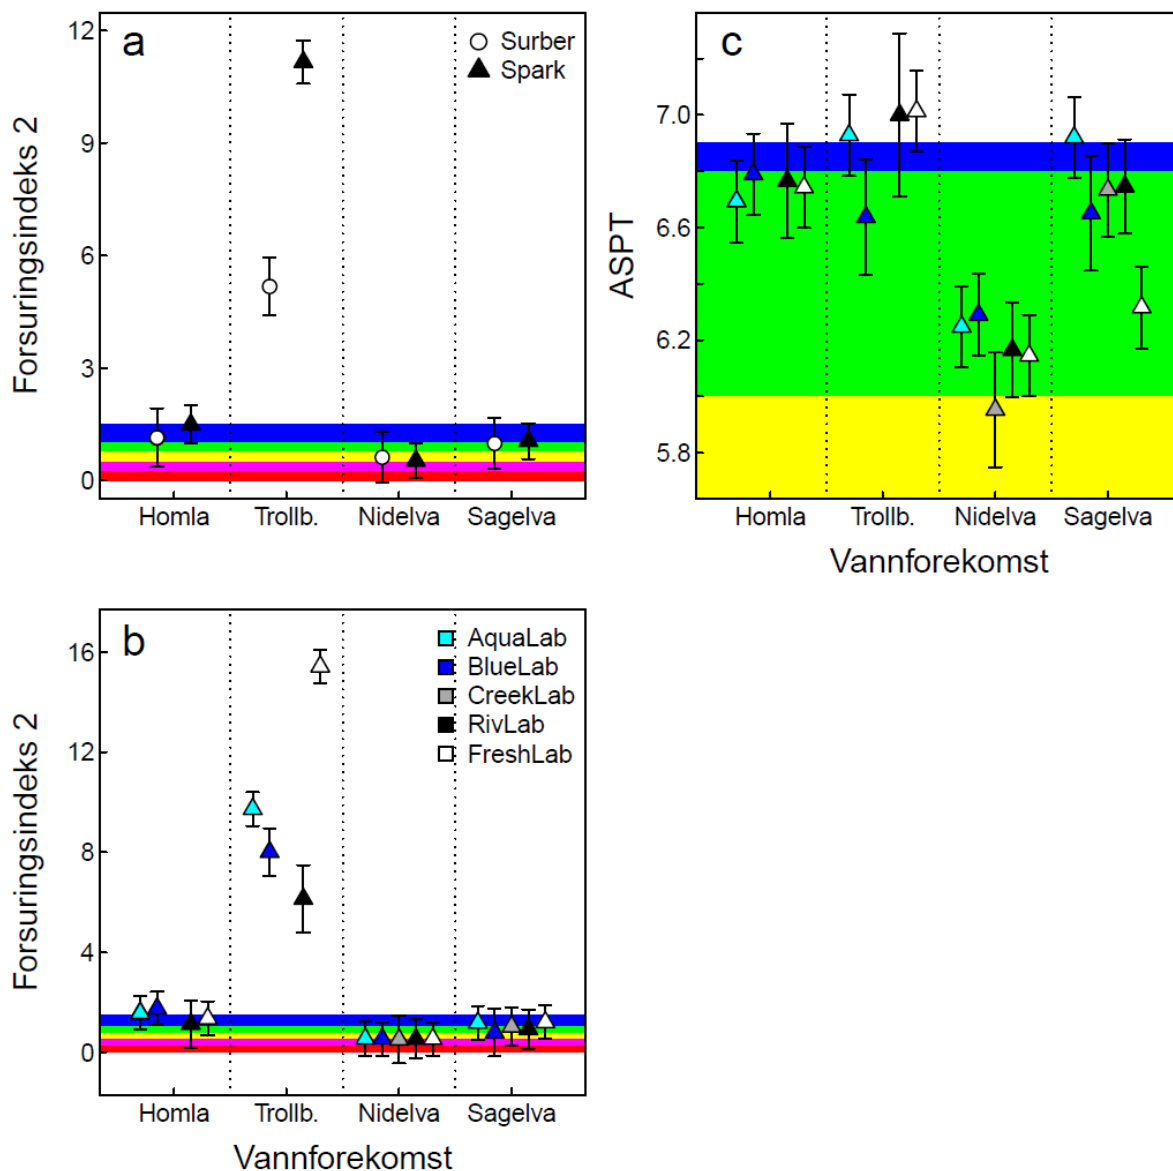 a
Surber
Spark
Forsuringsindeks 2
12
9
6
3
0
Homla Trollb. Nidelva Sagelva
c
ASPT
7.0
6.6
6.2
5.8
Homla Trollb. Nidelva Sagelva
Vannforekomst
b
AquaLab
BlueLab
CreekLab
RivLab
FreshLab
Forsuringsindeks 2
16
12
8
4
0
Homla Trollb. Nidelva Sagelva
Vannforekomst